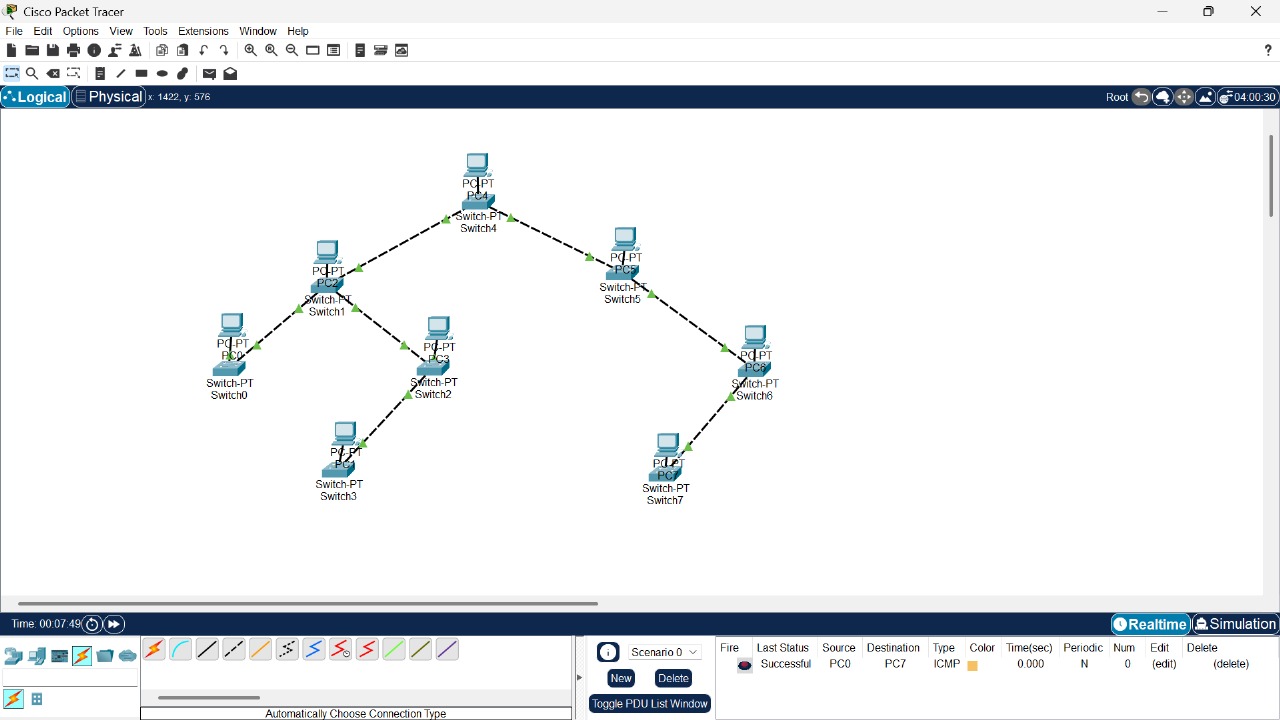 Cisco Packet Tracer
File Edit Options View Tools Extensions Window Help
?
Logical Physical x: 1422, y: 576 Root 04:00:30
PC-PT
PC4
Switch-PT
Switch4
PC-PT
PC5
Switch-PT
Switch5
PC-PT
PC2
Switch-PT
Switch1
PC-PT
PC0
Switch-PT
Switch0
PC-PT
PC3
Switch-PT
Switch2
PC-PT
PC6
Switch-PT
Switch6
PC-PT
PC1
Switch-PT
Switch3
PC-PT
PC7
Switch-PT
Switch7
Time: 00:07:49 Realtime Simulation
Scenario 0
New Delete
Toggle PDU List Window
Fire Last Status Source Destination Type Color Time(sec) Periodic Num Edit Delete
Successful PC0 PC7 ICMP 0.000 N 0 (edit) (delete)
Automatically Choose Connection Type